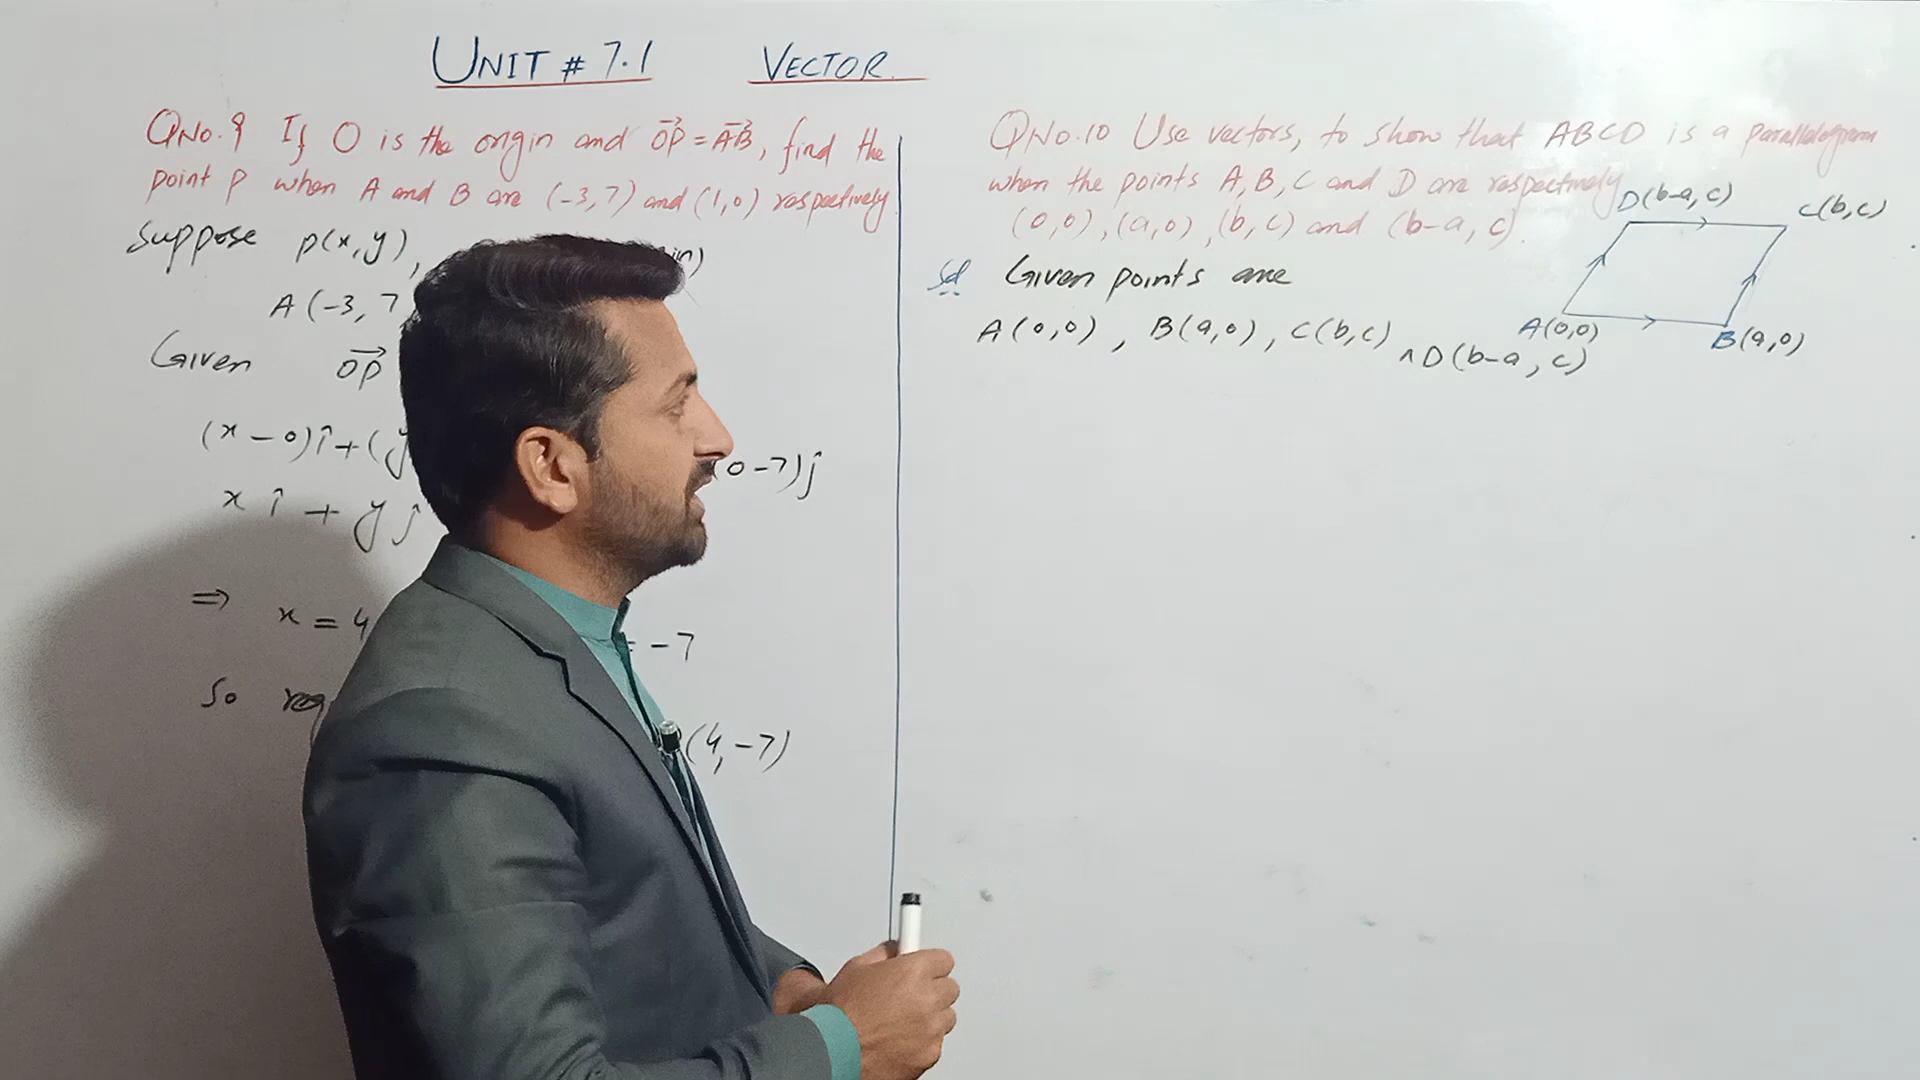 UNIT # 7.1 VECTOR
QNo. 9 If O is the origin and OP = AB, find the
point P when A and B are (-3,7) and (1,0) respectively
Suppose P(x,y),
A(-3, 7
Given OP
(x-0)î+(y
(0-7)ĵ
x î + y ĵ
⇒ x = 4
= -7
So req
(4,-7)
QNo.10 Use vectors, to show that ABCD is a parallelogram
when the points A, B, C and D are respectively
(0,0), (a,0), (b,c) and (b-a, c).
D(b-a, c)
C(b,c)
A(0,0)
B(a,0)
Sol Given points are
A(0,0), B(a,0), C(b,c)
∧ D(b-a, c)